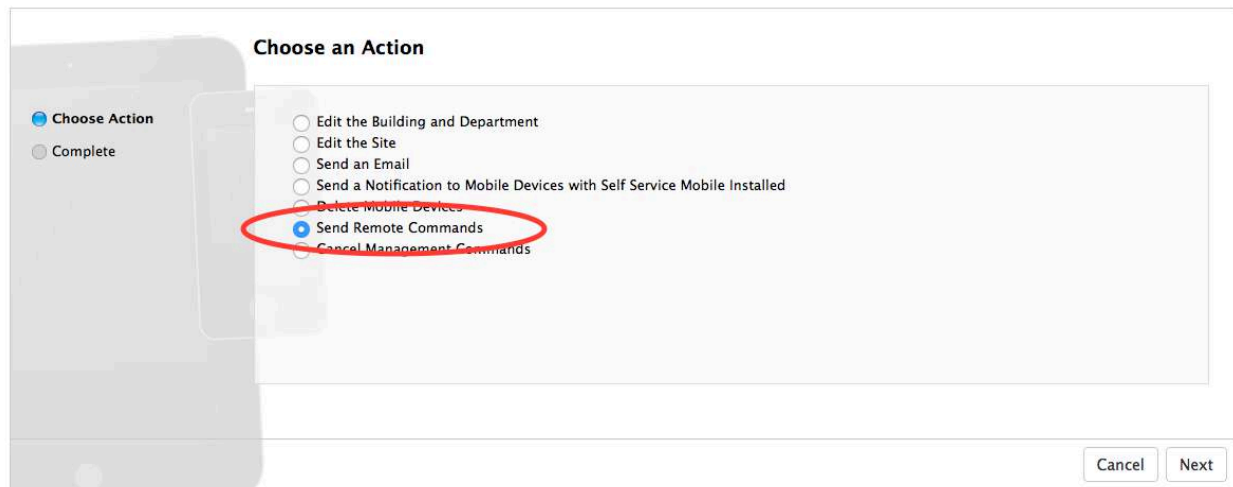 Choose an Action
Choose Action
Complete
Edit the Building and Department
Edit the Site
Send an Email
Send a Notification to Mobile Devices with Self Service Mobile Installed
Delete Mobile Devices
Send Remote Commands
Cancel Management Commands
Cancel
Next